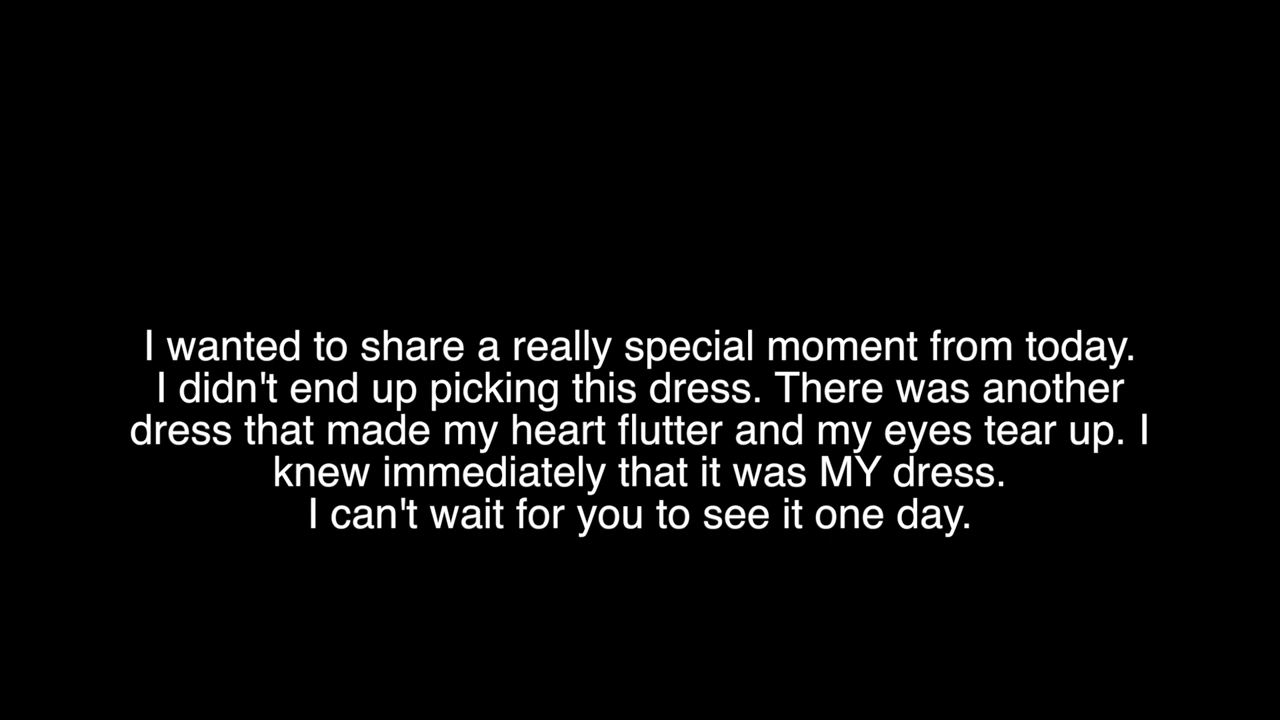 I wanted to share a really special moment from today.
I didn't end up picking this dress. There was another
dress that made my heart flutter and my eyes tear up. I
knew immediately that it was MY dress.
I can't wait for you to see it one day.